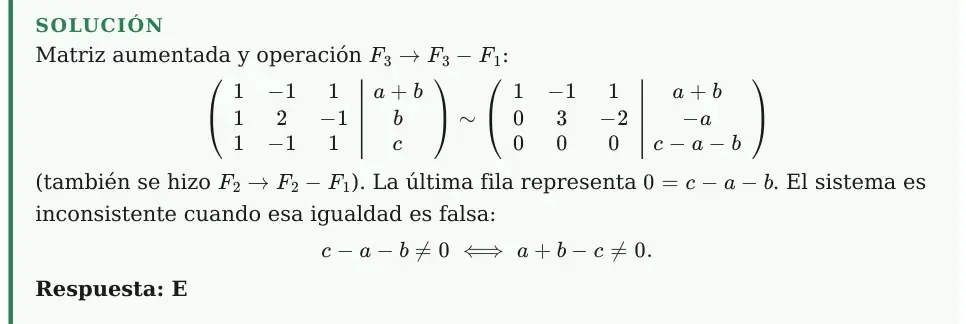 SOLUCIÓN
Matriz aumentada y operación F₃ → F₃ − F₁:
( 1 −1 1 | a + b ) ∼ ( 1 −1 1 | a + b )
( 1 2 −1 | b ) ( 0 3 −2 | −a )
( 1 −1 1 | c ) ( 0 0 0 | c − a − b )
(también se hizo F₂ → F₂ − F₁). La última fila representa 0 = c − a − b. El sistema es
inconsistente cuando esa igualdad es falsa:
c − a − b ≠ 0 ⟺ a + b − c ≠ 0.
Respuesta: E